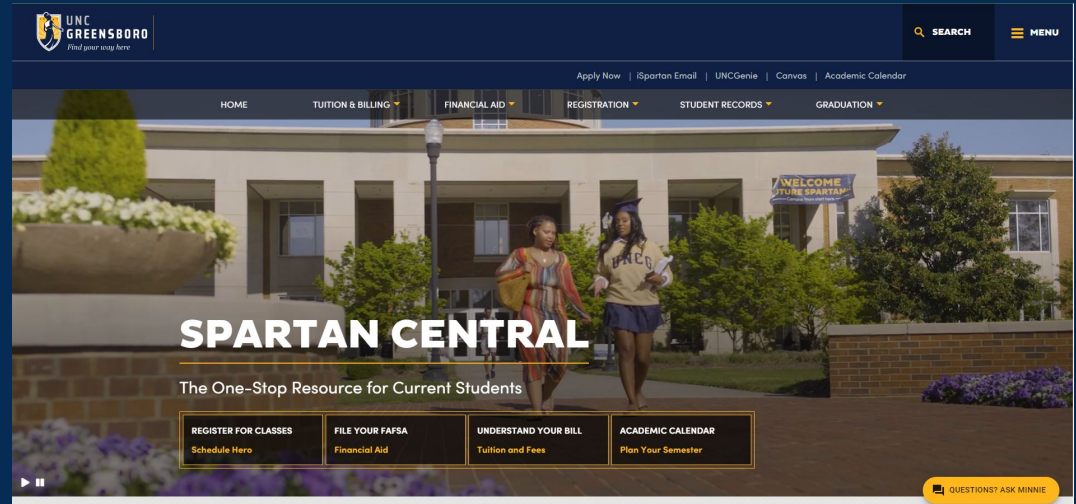 UNC
GREENSBORO
Find your way here
SEARCH
MENU
Apply Now | iSpartan Email | UNCGenie | Canvas | Academic Calendar
HOME TUITION & BILLING FINANCIAL AID REGISTRATION STUDENT RECORDS GRADUATION
WELCOME
FUTURE SPARTANS
UNCG
SPARTAN CENTRAL
The One-Stop Resource for Current Students
REGISTER FOR CLASSES
Schedule Hero
FILE YOUR FAFSA
Financial Aid
UNDERSTAND YOUR BILL
Tuition and Fees
ACADEMIC CALENDAR
Plan Your Semester
QUESTIONS? ASK MINNIE